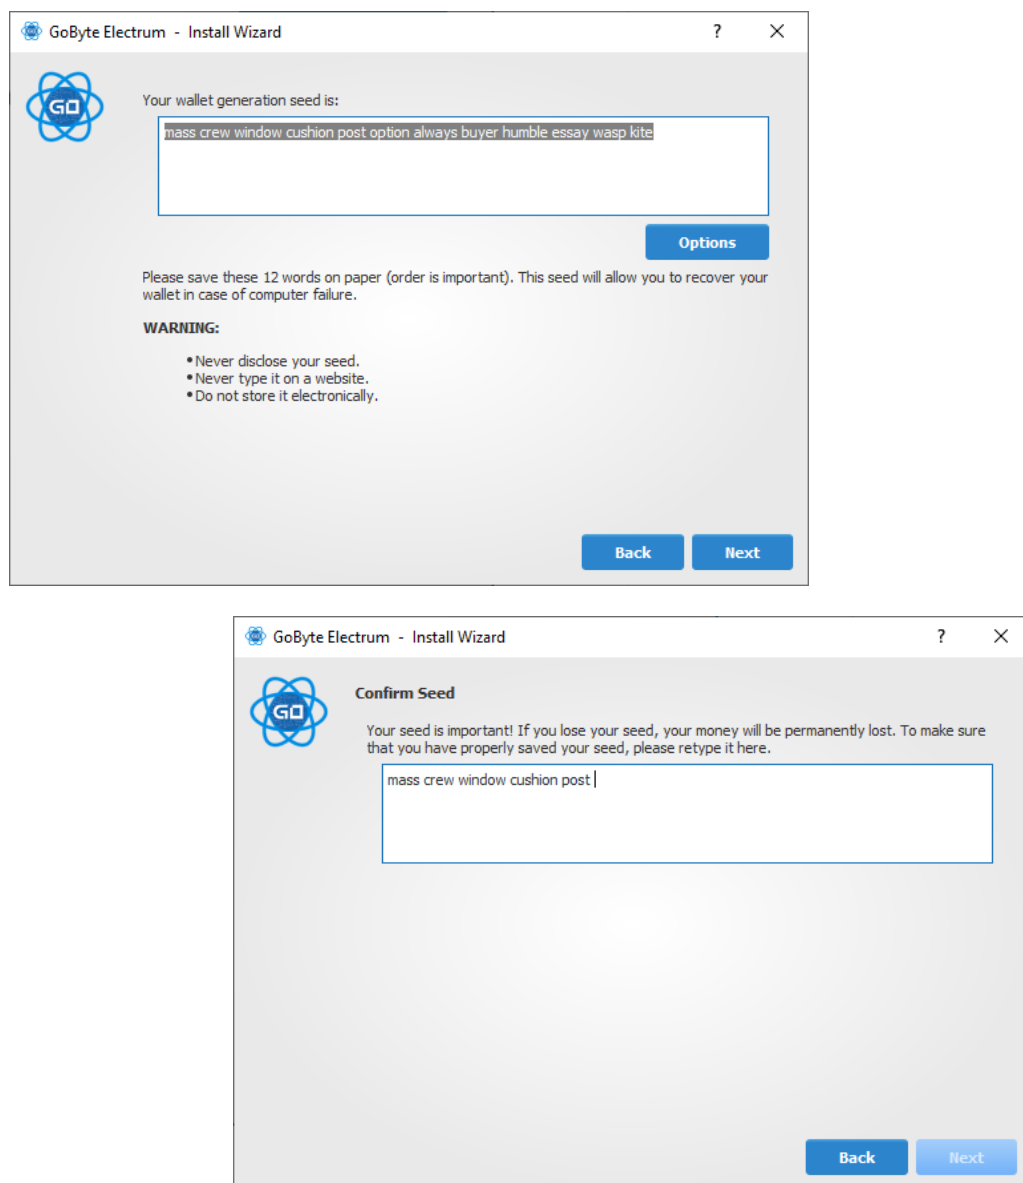 GoByte Electrum - Install Wizard
?
GO
Your wallet generation seed is:
mass crew window cushion post option always buyer humble essay wasp kite
Options
Please save these 12 words on paper (order is important). This seed will allow you to recover your
wallet in case of computer failure.
WARNING:
•Never disclose your seed.
•Never type it on a website.
•Do not store it electronically.
Back Next
GoByte Electrum - Install Wizard
?
GO
Confirm Seed
Your seed is important! If you lose your seed, your money will be permanently lost. To make sure
that you have properly saved your seed, please retype it here.
mass crew window cushion post
Back Next